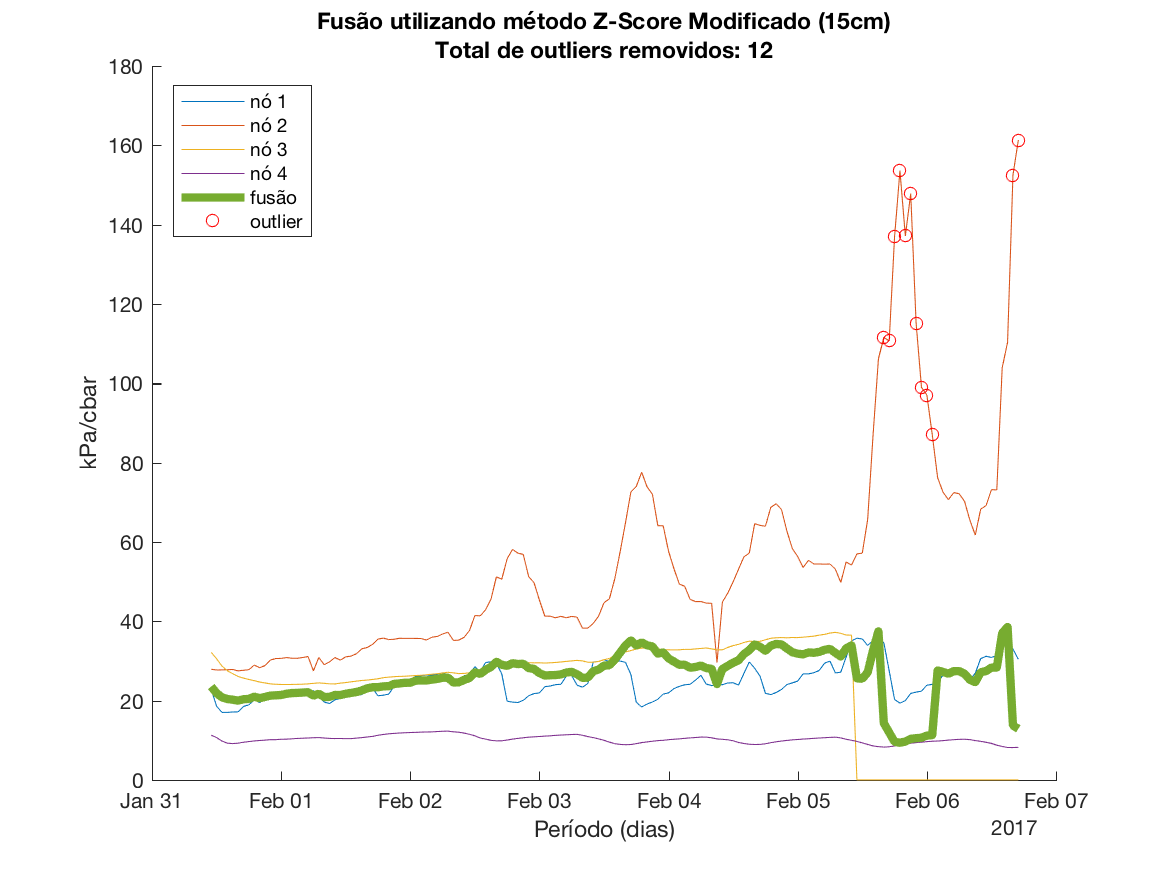 Fusão utilizando método Z-Score Modificado (15cm)
Total de outliers removidos: 12
180
160
140
120
100
80
60
40
20
0
kPa/cbar
nó 1
nó 2
nó 3
nó 4
fusão
outlier
Jan 31 Feb 01 Feb 02 Feb 03 Feb 04 Feb 05 Feb 06 Feb 07
Período (dias)
2017